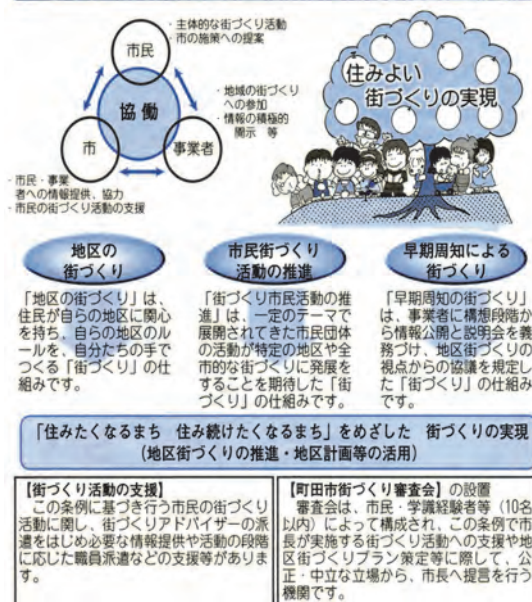 ・主体的な街づくり活動
・市の施策への提案
市民
協働
・地域の街づくり
への参加
・情報の積極的
開示 等
市
事業者
・市民・事業
者への情報提供、協力
・市民の街づくり活動の支援
住みよい
街づくりの実現
地区の
街づくり
「地区の街づくり」は、
住民が自らの地区に関心
を持ち、自らの地区のル
ールを、自分たちの手で
つくる「街づくり」の仕
組みです。
市民街づくり
活動の推進
「街づくり市民活動の推
進」は、一定のテーマで
展開されてきた市民団体
の活動が特定の地区や全
市的な街づくりに発展を
することを期待した「街
づくり」の仕組みです。
早期周知による
街づくり
「早期周知の街づくり」
は、事業者に構想段階か
ら情報公開と説明会を義
務づけ、地区街づくりの
視点からの協議を規定し
た「街づくり」の仕組み
です。
「住みたくなるまち 住み続けたくなるまち」をめざした 街づくりの実現
(地区街づくりの推進・地区計画等の活用)
【街づくり活動の支援】
この条例に基づき行う市民の街づくり
活動に関し、街づくりアドバイザーの派
遣をはじめ必要な情報提供や活動の段階
に応じた職員派遣などの支援等がありま
す。
【町田市街づくり審査会】の設置
審査会は、市民・学識経験者等(10名
以内)によって構成され、この条例で市
長が実施する街づくり活動への支援や地
区街づくりプラン策定等に際して、公
正・中立な立場から、市長へ提言を行う
機関です。